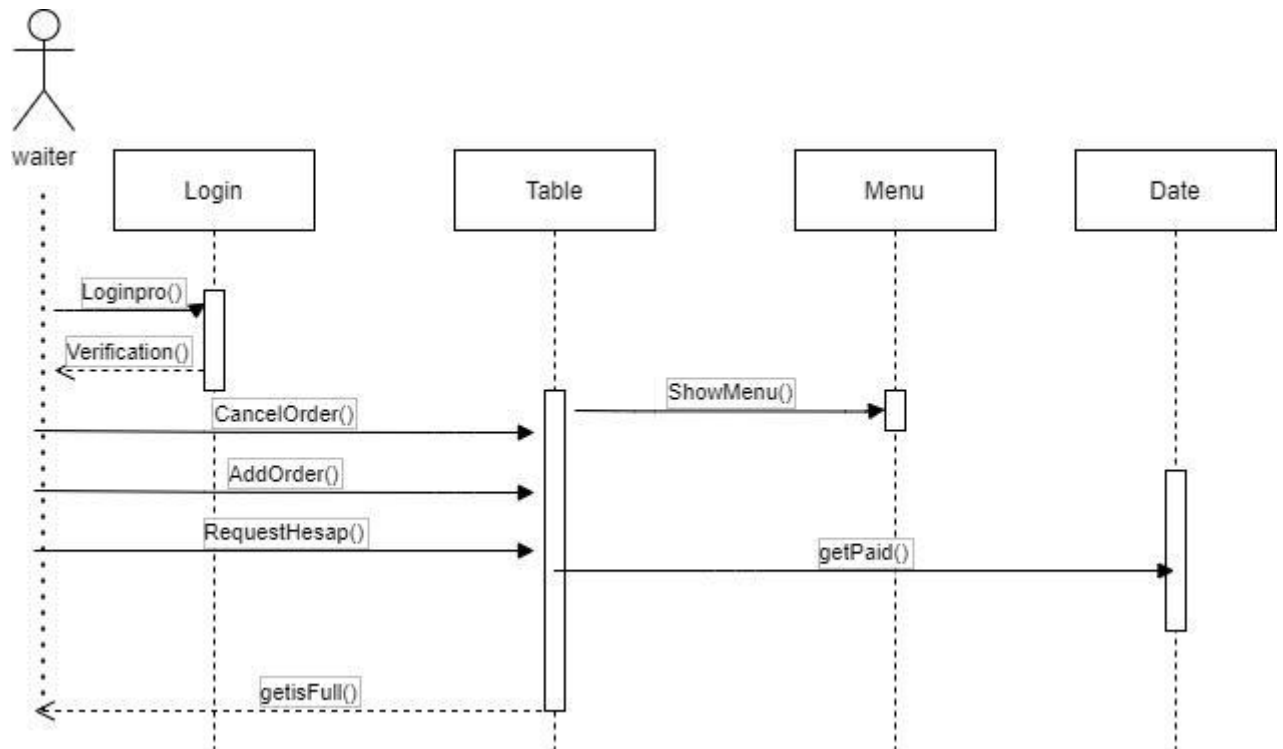 waiter
Login
Table
Menu
Date
Loginpro()
Verification()
ShowMenu()
CancelOrder()
AddOrder()
RequestHesap()
getPaid()
getisFull()